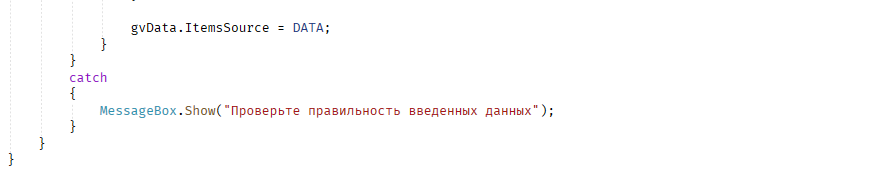 gvData.ItemsSource = DATA;
}
}
catch
{
MessageBox.Show("Проверьте правильность введенных данных");
}
}
}